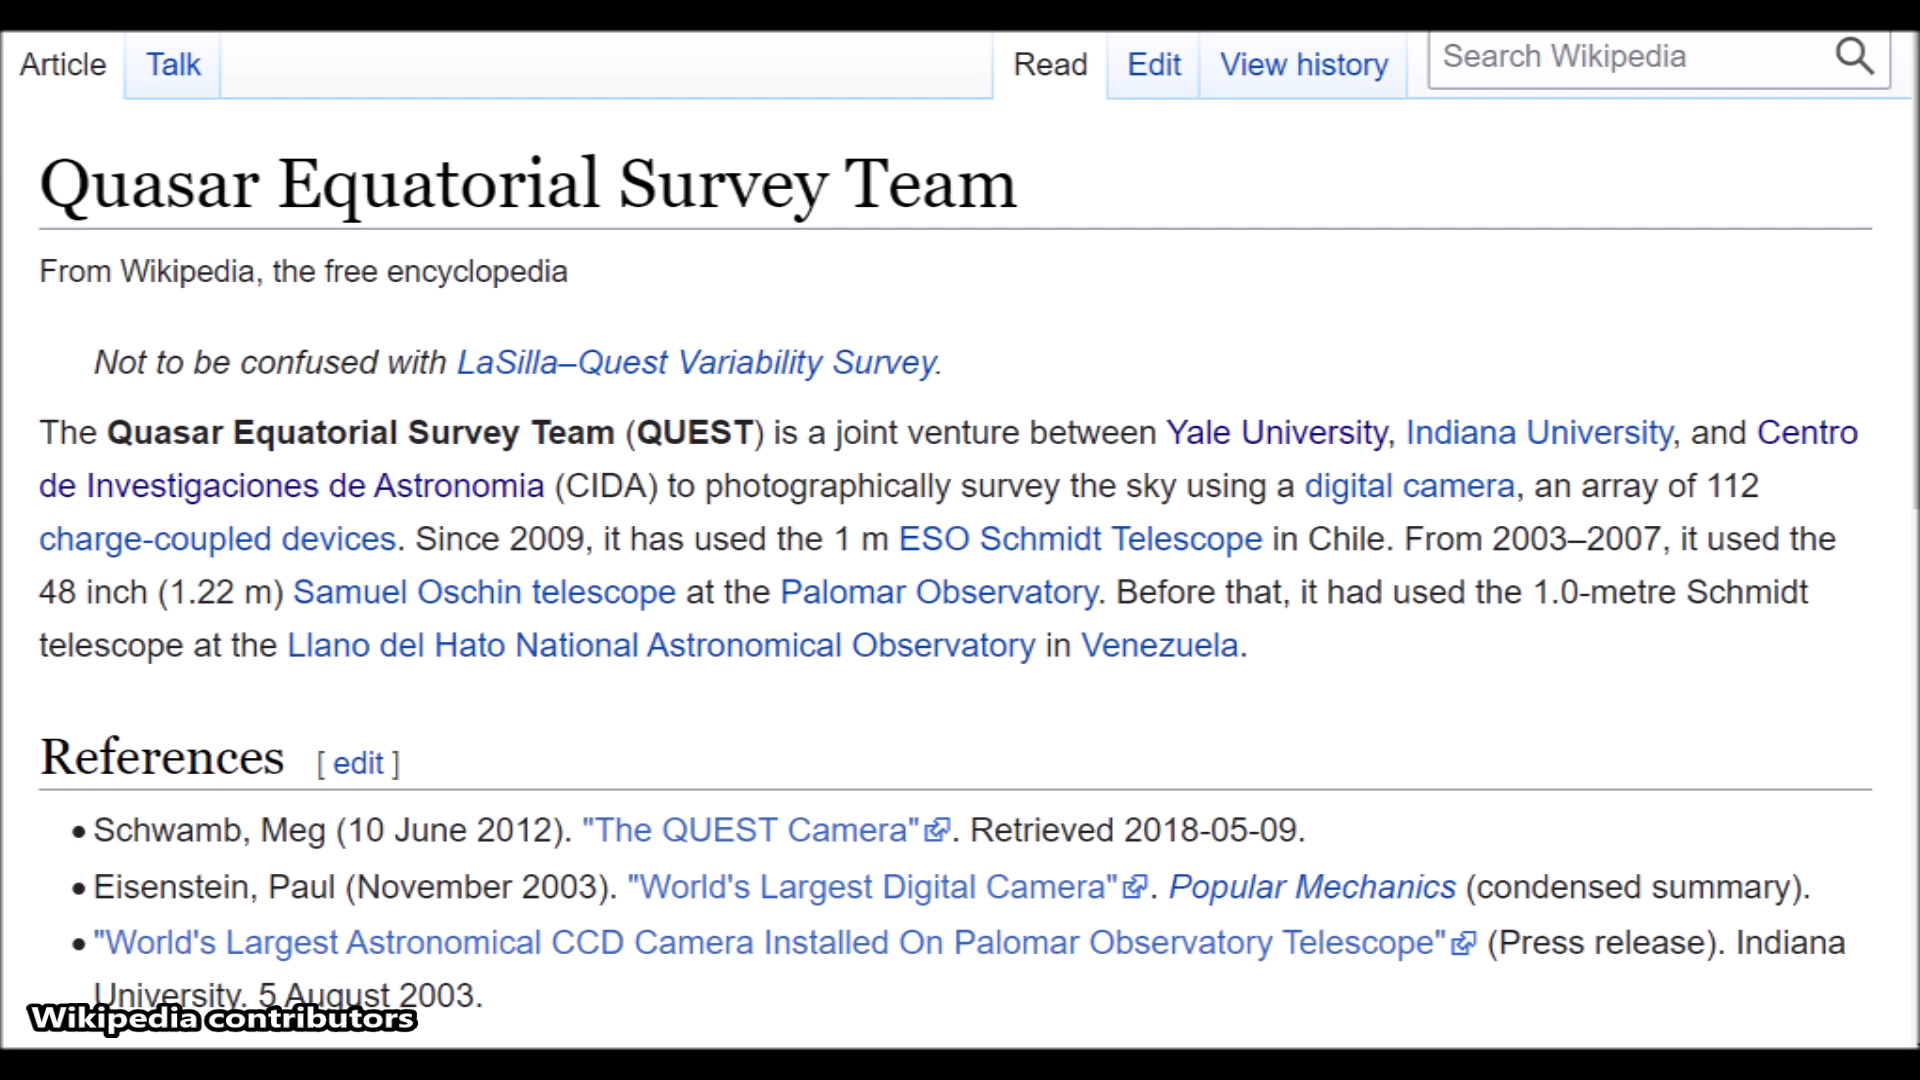 Article Talk Read Edit View history Search Wikipedia
Quasar Equatorial Survey Team
From Wikipedia, the free encyclopedia
Not to be confused with LaSilla–Quest Variability Survey.
The Quasar Equatorial Survey Team (QUEST) is a joint venture between Yale University, Indiana University, and Centro
de Investigaciones de Astronomia (CIDA) to photographically survey the sky using a digital camera, an array of 112
charge-coupled devices. Since 2009, it has used the 1 m ESO Schmidt Telescope in Chile. From 2003–2007, it used the
48 inch (1.22 m) Samuel Oschin telescope at the Palomar Observatory. Before that, it had used the 1.0-metre Schmidt
telescope at the Llano del Hato National Astronomical Observatory in Venezuela.
References [ edit ]
• Schwamb, Meg (10 June 2012). "The QUEST Camera". Retrieved 2018-05-09.
• Eisenstein, Paul (November 2003). "World's Largest Digital Camera". Popular Mechanics (condensed summary).
• "World's Largest Astronomical CCD Camera Installed On Palomar Observatory Telescope" (Press release). Indiana
University. 5 August 2003.
Wikipedia contributors